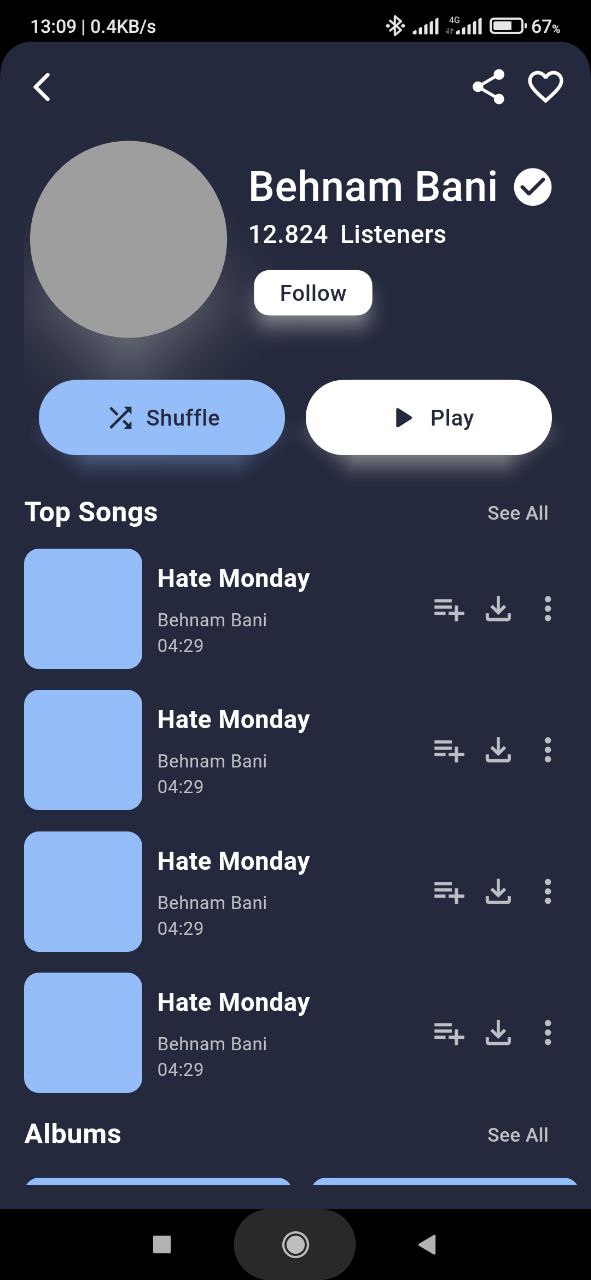 13:09 | 0.4KB/s 4G 67%
Behnam Bani
12.824 Listeners
Follow
Shuffle
Play
Top Songs
See All
Hate Monday
Behnam Bani
04:29
Hate Monday
Behnam Bani
04:29
Hate Monday
Behnam Bani
04:29
Hate Monday
Behnam Bani
04:29
Albums
See All